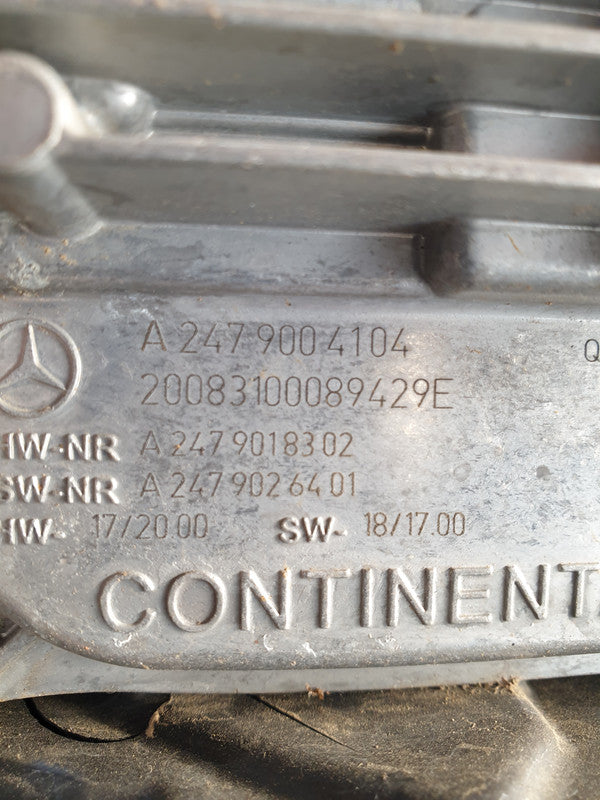 A 247 900 41 04
Q
20083100089429E
HW-NR A 247 901 83 02
SW-NR A 247 902 64 01
HW- 17/20 00 SW- 18/17.00
CONTINENT